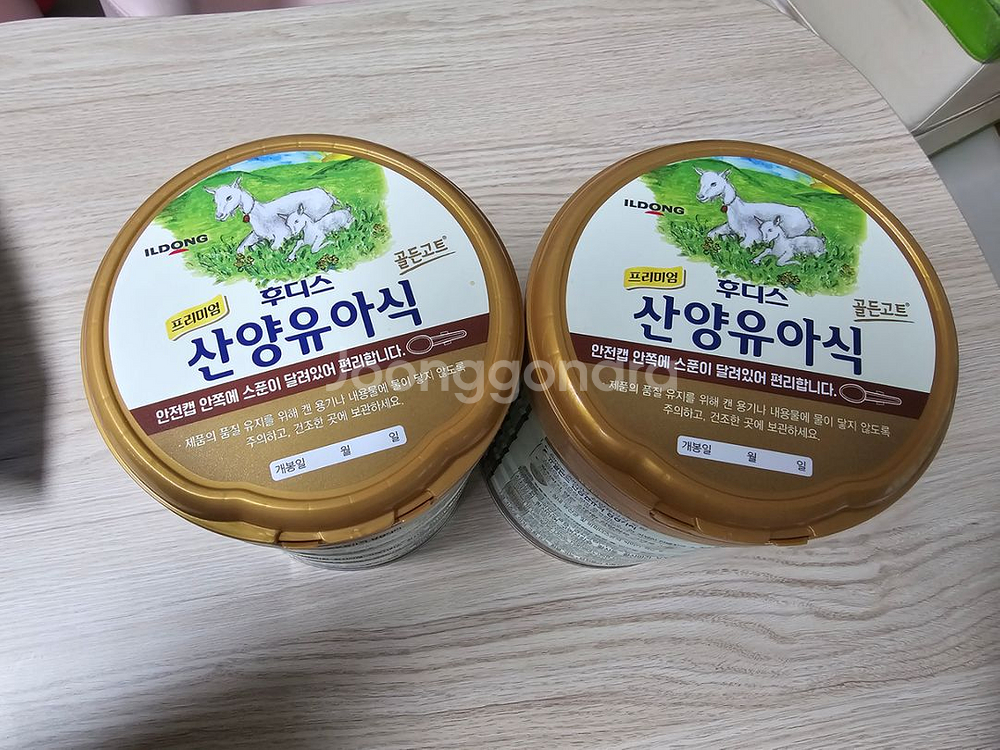 ILDONG
골든고트
프리미엄
후디스
산양유아식
안전캡 안쪽에 스푼이 달려있어 편리합니다.
제품의 품질 유지를 위해 캔 용기나 내용물에 물이 닿지 않도록
주의하고, 건조한 곳에 보관하세요.
개봉일 월 일
ILDONG
프리미엄
후디스
골든고트
산양유아식
안전캡 안쪽에 스푼이 달려있어 편리합니다.
제품의 품질 유지를 위해 캔 용기나 내용물에 물이 닿지 않도록
주의하고, 건조한 곳에 보관하세요.
개봉일 월 일
Joonggonara